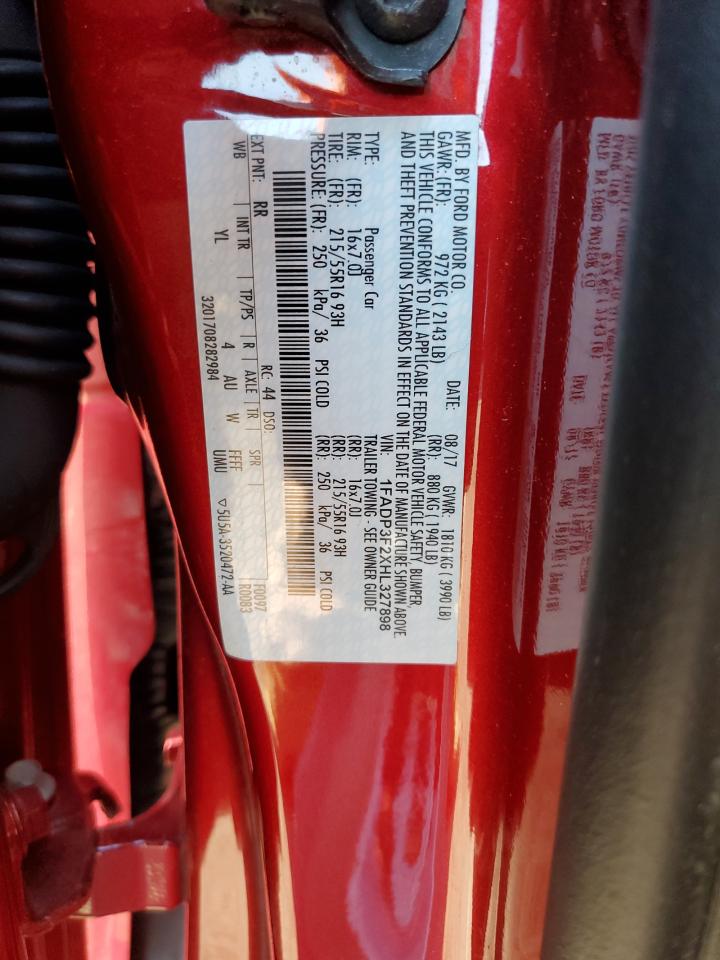 MFD. BY FORD MOTOR CO.
DATE: 08/17 GVWR: 1810 KG ( 3990 LB)
GAWR: (FR): 972 KG ( 2143 LB) (RR): 880 KG ( 1940 LB)
THIS VEHICLE CONFORMS TO ALL APPLICABLE FEDERAL MOTOR VEHICLE SAFETY, BUMPER,
AND THEFT PREVENTION STANDARDS IN EFFECT ON THE DATE OF MANUFACTURE SHOWN ABOVE.
VIN: 1FADP3F2XHL327898
TYPE: Passenger Car TRAILER TOWING - SEE OWNER GUIDE
RIM: (FR): 16x7.0J (RR): 16x7.0J
TIRE: (FR): 215/55R16 93H (RR): 215/55R16 93H
PRESSURE: (FR): 250 kPa/ 36 PSI COLD (RR): 250 kPa/ 36 PSI COLD
F0097
RC: 44 DSO: R0083
EXT PNT: RR INT TR TP/PS R AXLE TR SPR
WB YL 4 AU W FFFF
UMU
3201708282984 ▽5U5A-3520472-AA